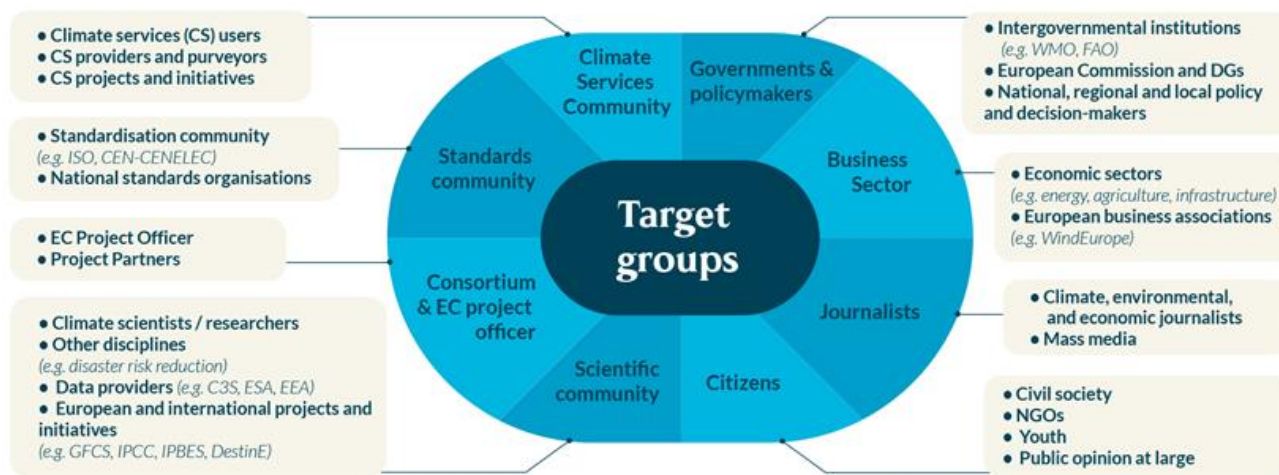 ● Climate services (CS) users
● CS providers and purveyors
● CS projects and initiatives
● Standardisation community
(e.g. ISO, CEN-CENELEC)
● National standards organisations
● EC Project Officer
● Project Partners
● Climate scientists / researchers
● Other disciplines
(e.g. disaster risk reduction)
● Data providers (e.g. C3S, ESA, EEA)
● European and international projects and
initiatives
(e.g. GFCS, IPCC, IPBES, DestinE)
Climate
Services
Community
Governments &
policymakers
Standards
community
Business
Sector
Target
groups
Consortium
& EC project
officer
Journalists
Scientific
community
Citizens
● Intergovernmental institutions
(e.g. WMO, FAO)
● European Commission and DGs
● National, regional and local policy
and decision-makers
● Economic sectors
(e.g. energy, agriculture, infrastructure)
● European business associations
(e.g. WindEurope)
● Climate, environmental,
and economic journalists
● Mass media
● Civil society
● NGOs
● Youth
● Public opinion at large